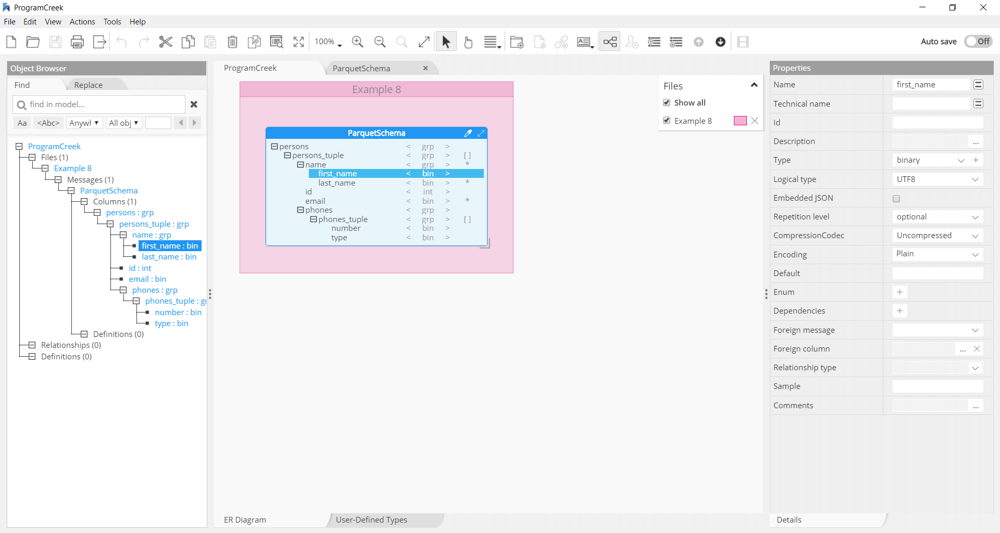 ProgramCreek
File Edit View Actions Tools Help
100%
Auto save Off
Object Browser
Find Replace
find in model...
Aa <Abc> Anywh All obj
ProgramCreek
Files (1)
Example 8
Messages (1)
ParquetSchema
Columns (1)
persons : grp
persons_tuple : grp
name : grp
first_name : bin
last_name : bin
id : int
email : bin
phones : grp
phones_tuple : gr
number : bin
type : bin
Definitions (0)
Relationships (0)
Definitions (0)
ProgramCreek ParquetSchema
Example 8
ParquetSchema
persons < grp >
persons_tuple < grp > [ ]
name < grp > *
first_name < bin >
last_name < bin > *
id < int >
email < bin > *
phones < grp >
phones_tuple < grp > [ ]
number < bin >
type < bin >
Files
Show all
Example 8
ER Diagram User-Defined Types
Properties
Name first_name
Technical name
Id
Description ...
Type binary
Logical type UTF8
Embedded JSON
Repetition level optional
CompressionCodec Uncompressed
Encoding Plain
Default
Enum +
Dependencies +
Foreign message
Foreign column ...
Relationship type
Sample
Comments ...
Details